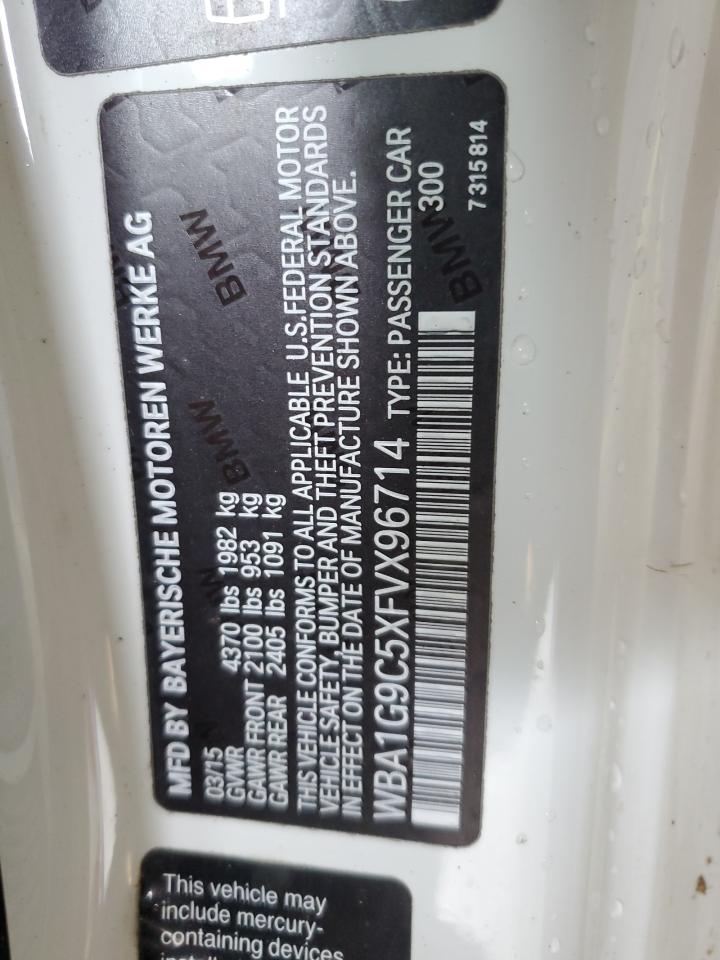 MFD BY BAYERISCHE MOTOREN WERKE AG
03/15
GVWR 4370 lbs 1982 kg
GAWR FRONT 2100 lbs 953 kg
GAWR REAR 2405 lbs 1091 kg
THIS VEHICLE CONFORMS TO ALL APPLICABLE U.S.FEDERAL MOTOR
VEHICLE SAFETY, BUMPER AND THEFT PREVENTION STANDARDS
IN EFFECT ON THE DATE OF MANUFACTURE SHOWN ABOVE.
WBA1G9C5XFVX96714 TYPE: PASSENGER CAR
300
7 315 814
BMW
BMW
BMW
This vehicle may
include mercury-
containing devices